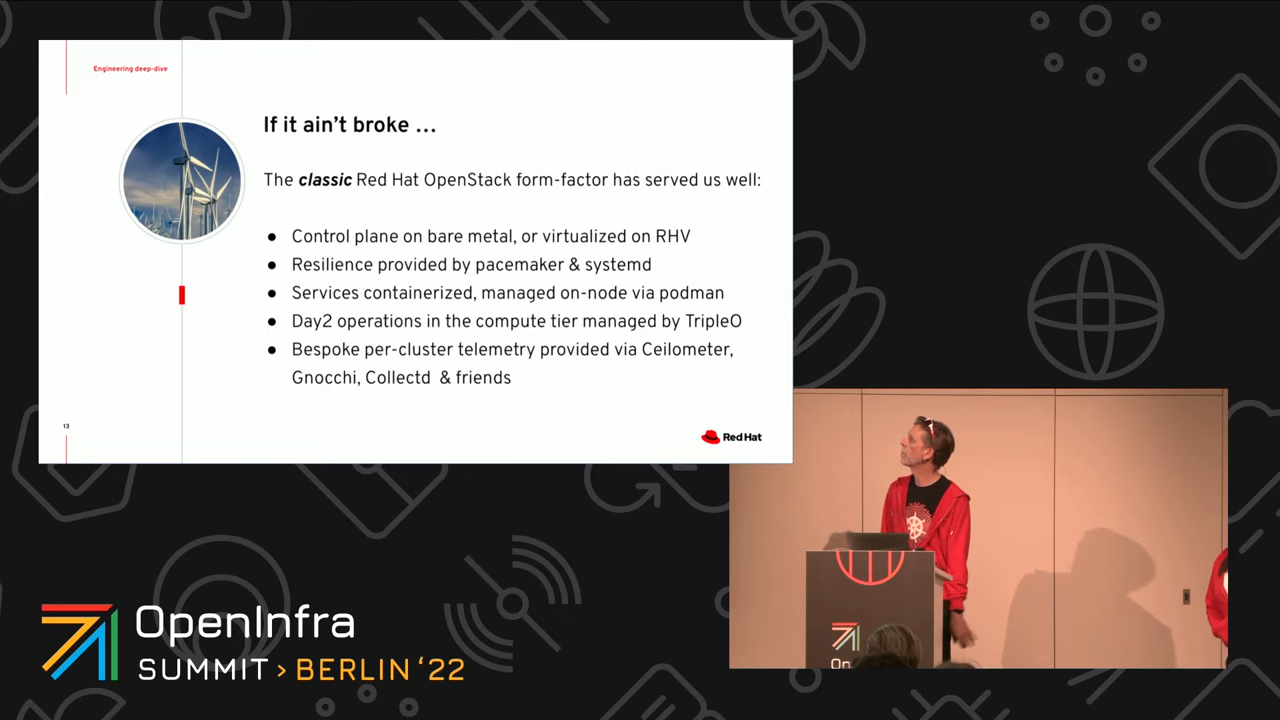 Engineering deep-dive
If it ain't broke ...
The classic Red Hat OpenStack form-factor has served us well:
● Control plane on bare metal, or virtualized on RHV
● Resilience provided by pacemaker & systemd
● Services containerized, managed on-node via podman
● Day2 operations in the compute tier managed by TripleO
● Bespoke per-cluster telemetry provided via Ceilometer,
Gnocchi, Collectd & friends
13
Red Hat
OpenInfra
SUMMIT > BERLIN '22